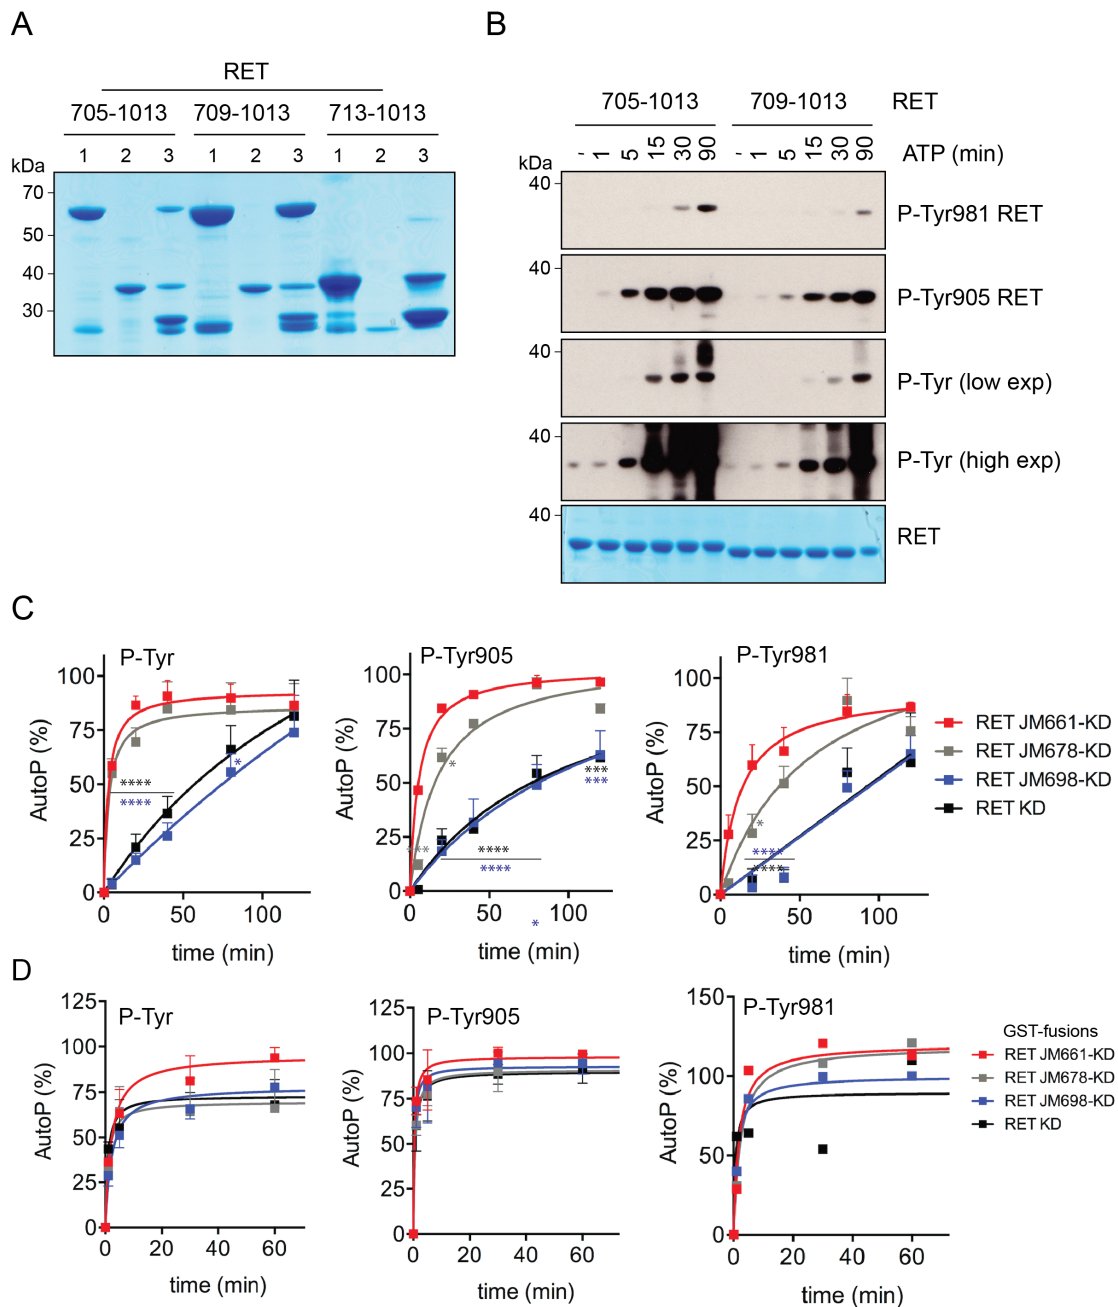 A
RET
705-1013 709-1013 713-1013
1 2 3 1 2 3 1 2 3
kDa
70
50
40
30
B
705-1013 709-1013 RET
' 1 5 15 30 90 ' 1 5 15 30 90 ATP (min)
kDa
40
P-Tyr981 RET
40
P-Tyr905 RET
40
P-Tyr (low exp)
40
P-Tyr (high exp)
40
RET
C
P-Tyr
AutoP (%)
100
75
50
25
0
0 50 100
time (min)
****
****
*
P-Tyr905
AutoP (%)
100
75
50
25
0
0 50 100
time (min)
*
****
****
***
***
*
P-Tyr981
AutoP (%)
100
75
50
25
0
0 50 100
time (min)
*
****
****
RET JM661-KD
RET JM678-KD
RET JM698-KD
RET KD
D
P-Tyr
AutoP (%)
125
100
75
50
25
0
0 20 40 60
time (min)
P-Tyr905
AutoP (%)
125
100
75
50
25
0
0 20 40 60
time (min)
P-Tyr981
AutoP (%)
150
100
50
0
0 20 40 60
time (min)
GST-fusions
RET JM661-KD
RET JM678-KD
RET JM698-KD
RET KD